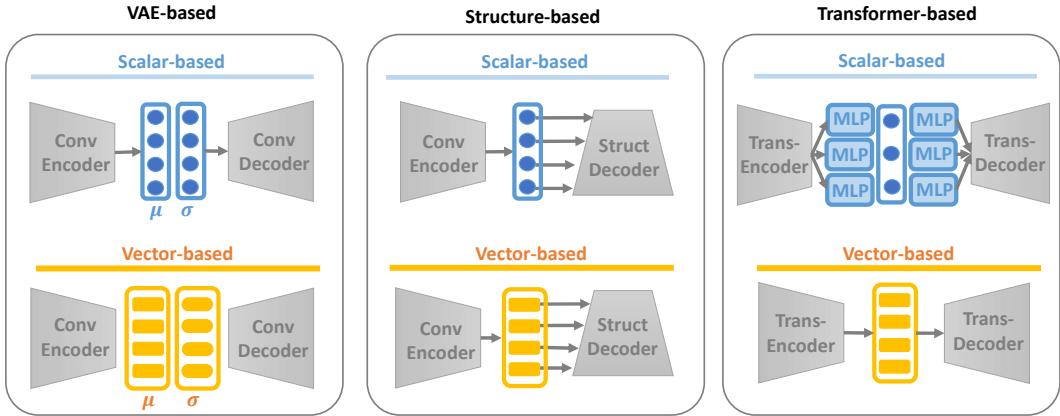 VAE-based
Structure-based
Transformer-based
Scalar-based
Conv
Encoder
Conv
Decoder
μ
σ
Vector-based
Conv
Encoder
Conv
Decoder
μ
σ
Scalar-based
Conv
Encoder
Struct
Decoder
Vector-based
Conv
Encoder
Struct
Decoder
Scalar-based
Trans-
Encoder
MLP
MLP
MLP
MLP
MLP
MLP
Trans-
Decoder
Vector-based
Trans-
Encoder
Trans-
Decoder